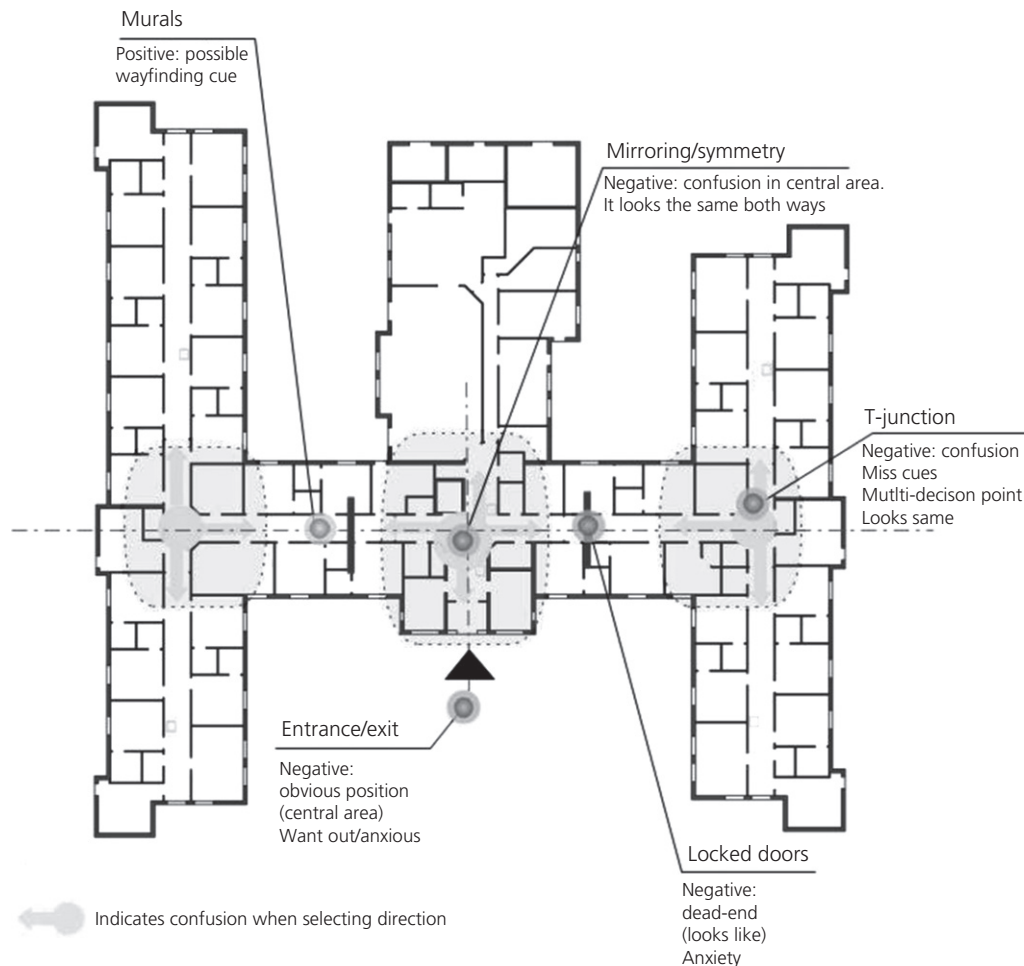 Murals
Positive: possible
wayfinding cue
Mirroring/symmetry
Negative: confusion in central area.
It looks the same both ways
T-junction
Negative: confusion
Miss cues
Mutlti-decison point
Looks same
Entrance/exit
Negative:
obvious position
(central area)
Want out/anxious
Locked doors
Negative:
dead-end
(looks like)
Anxiety
Indicates confusion when selecting direction